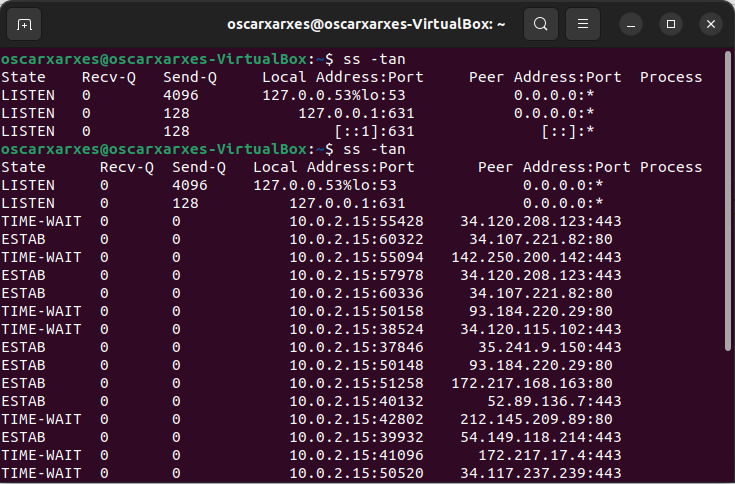 oscarxarxes@oscarxarxes-VirtualBox: ~
oscarxarxes@oscarxarxes-VirtualBox:~$ ss -tan
State Recv-Q Send-Q Local Address:Port Peer Address:Port Process
LISTEN 0 4096 127.0.0.53%lo:53 0.0.0.0:*
LISTEN 0 128 127.0.0.1:631 0.0.0.0:*
LISTEN 0 128 [::1]:631 [::]:*
oscarxarxes@oscarxarxes-VirtualBox:~$ ss -tan
State Recv-Q Send-Q Local Address:Port Peer Address:Port Process
LISTEN 0 4096 127.0.0.53%lo:53 0.0.0.0:*
LISTEN 0 128 127.0.0.1:631 0.0.0.0:*
TIME-WAIT 0 0 10.0.2.15:55428 34.120.208.123:443
ESTAB 0 0 10.0.2.15:60322 34.107.221.82:80
TIME-WAIT 0 0 10.0.2.15:55094 142.250.200.142:443
ESTAB 0 0 10.0.2.15:57978 34.120.208.123:443
ESTAB 0 0 10.0.2.15:60336 34.107.221.82:80
TIME-WAIT 0 0 10.0.2.15:50158 93.184.220.29:80
TIME-WAIT 0 0 10.0.2.15:38524 34.120.115.102:443
ESTAB 0 0 10.0.2.15:37846 35.241.9.150:443
ESTAB 0 0 10.0.2.15:50148 93.184.220.29:80
ESTAB 0 0 10.0.2.15:51258 172.217.168.163:80
ESTAB 0 0 10.0.2.15:40132 52.89.136.7:443
TIME-WAIT 0 0 10.0.2.15:42802 212.145.209.89:80
ESTAB 0 0 10.0.2.15:39932 54.149.118.214:443
TIME-WAIT 0 0 10.0.2.15:41096 172.217.17.4:443
TIME-WAIT 0 0 10.0.2.15:50520 34.117.237.239:443